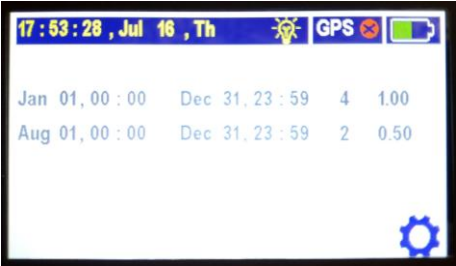 17:53:28 ,Jul 16 ,Th GPS
Jan 01,00:00 Dec 31,23:59 4 1.00
Aug 01,00:00 Dec 31,23:59 2 0.50